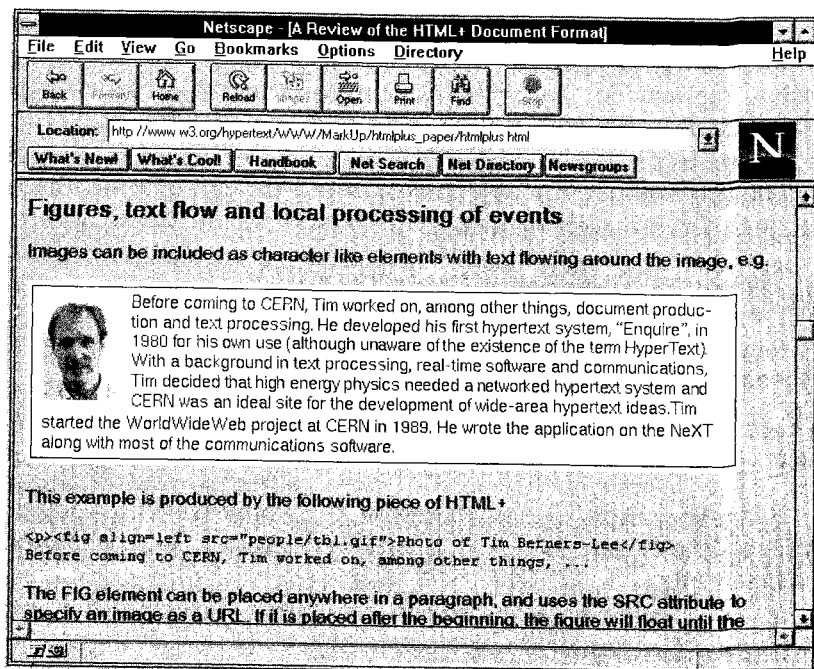 Netscape - [A Review of the HTML+ Document Format]
File Edit View Go Bookmarks Options Directory Help
Back Forward Home Reload Images Open Print Find Stop
Location: http //www w3.org/hypertext/WWW/MarkUp/htmlplus_paper/htmlplus html
N
What's New! What's Cool! Handbook Net Search Net Directory Newsgroups
Figures, text flow and local processing of events
Images can be included as character like elements with text flowing around the image, e.g.
Before coming to CERN, Tim worked on, among other things, document produc-
tion and text processing. He developed his first hypertext system, "Enquire", in
1980 for his own use (although unaware of the existence of the term HyperText).
With a background in text processing, real-time software and communications,
Tim decided that high energy physics needed a networked hypertext system and
CERN was an ideal site for the development of wide-area hypertext ideas.Tim
started the WorldWideWeb project at CERN in 1989. He wrote the application on the NeXT
along with most of the communications software.
This example is produced by the following piece of HTML+
<p><fig align=left src="people/tbl.gif">Photo of Tim Berners-Lee</fig>
Before coming to CERN, Tim worked on, among other things, ...
The FIG element can be placed anywhere in a paragraph, and uses the SRC attribute to
specify an image as a URL. If it is placed after the beginning, the figure will float until the